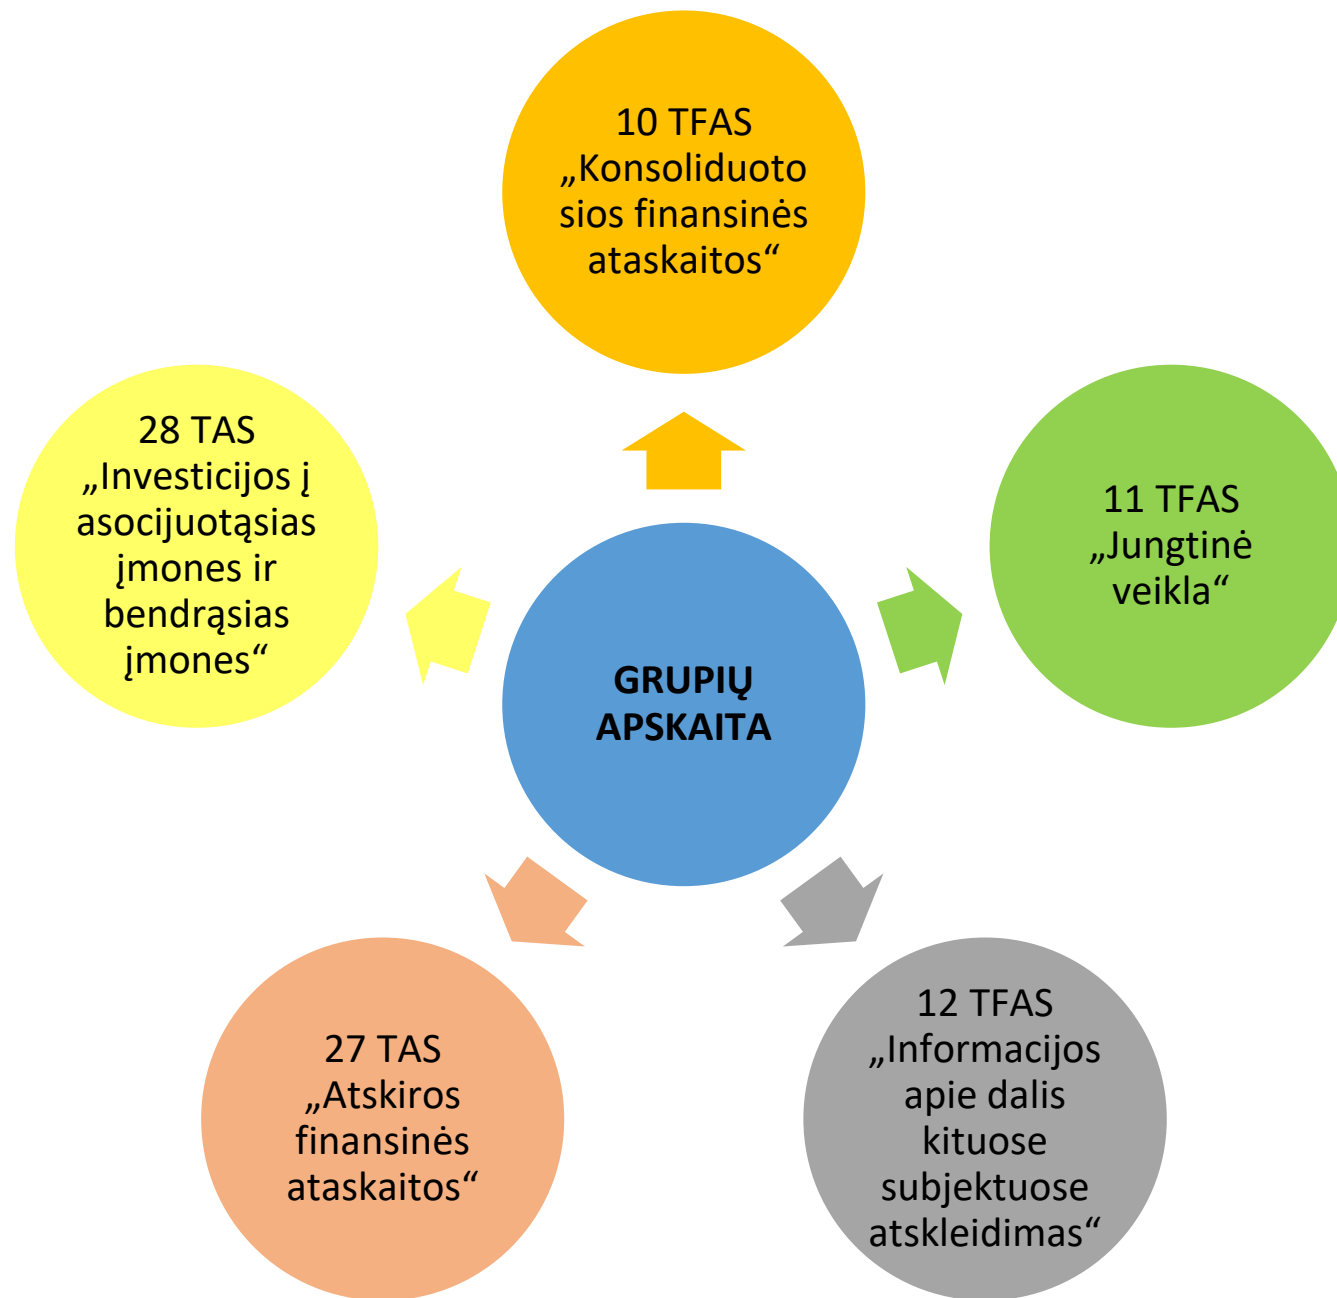 10 TFAS
„Konsoliduoto
sios finansinės
ataskaitos“
28 TAS
„Investicijos į
asocijuotąsias
įmones ir
bendrąsias
įmones“
11 TFAS
„Jungtinė
veikla“
GRUPIŲ
APSKAITA
27 TAS
„Atskiros
finansinės
ataskaitos“
12 TFAS
„Informacijos
apie dalis
kituose
subjektuose
atskleidimas“